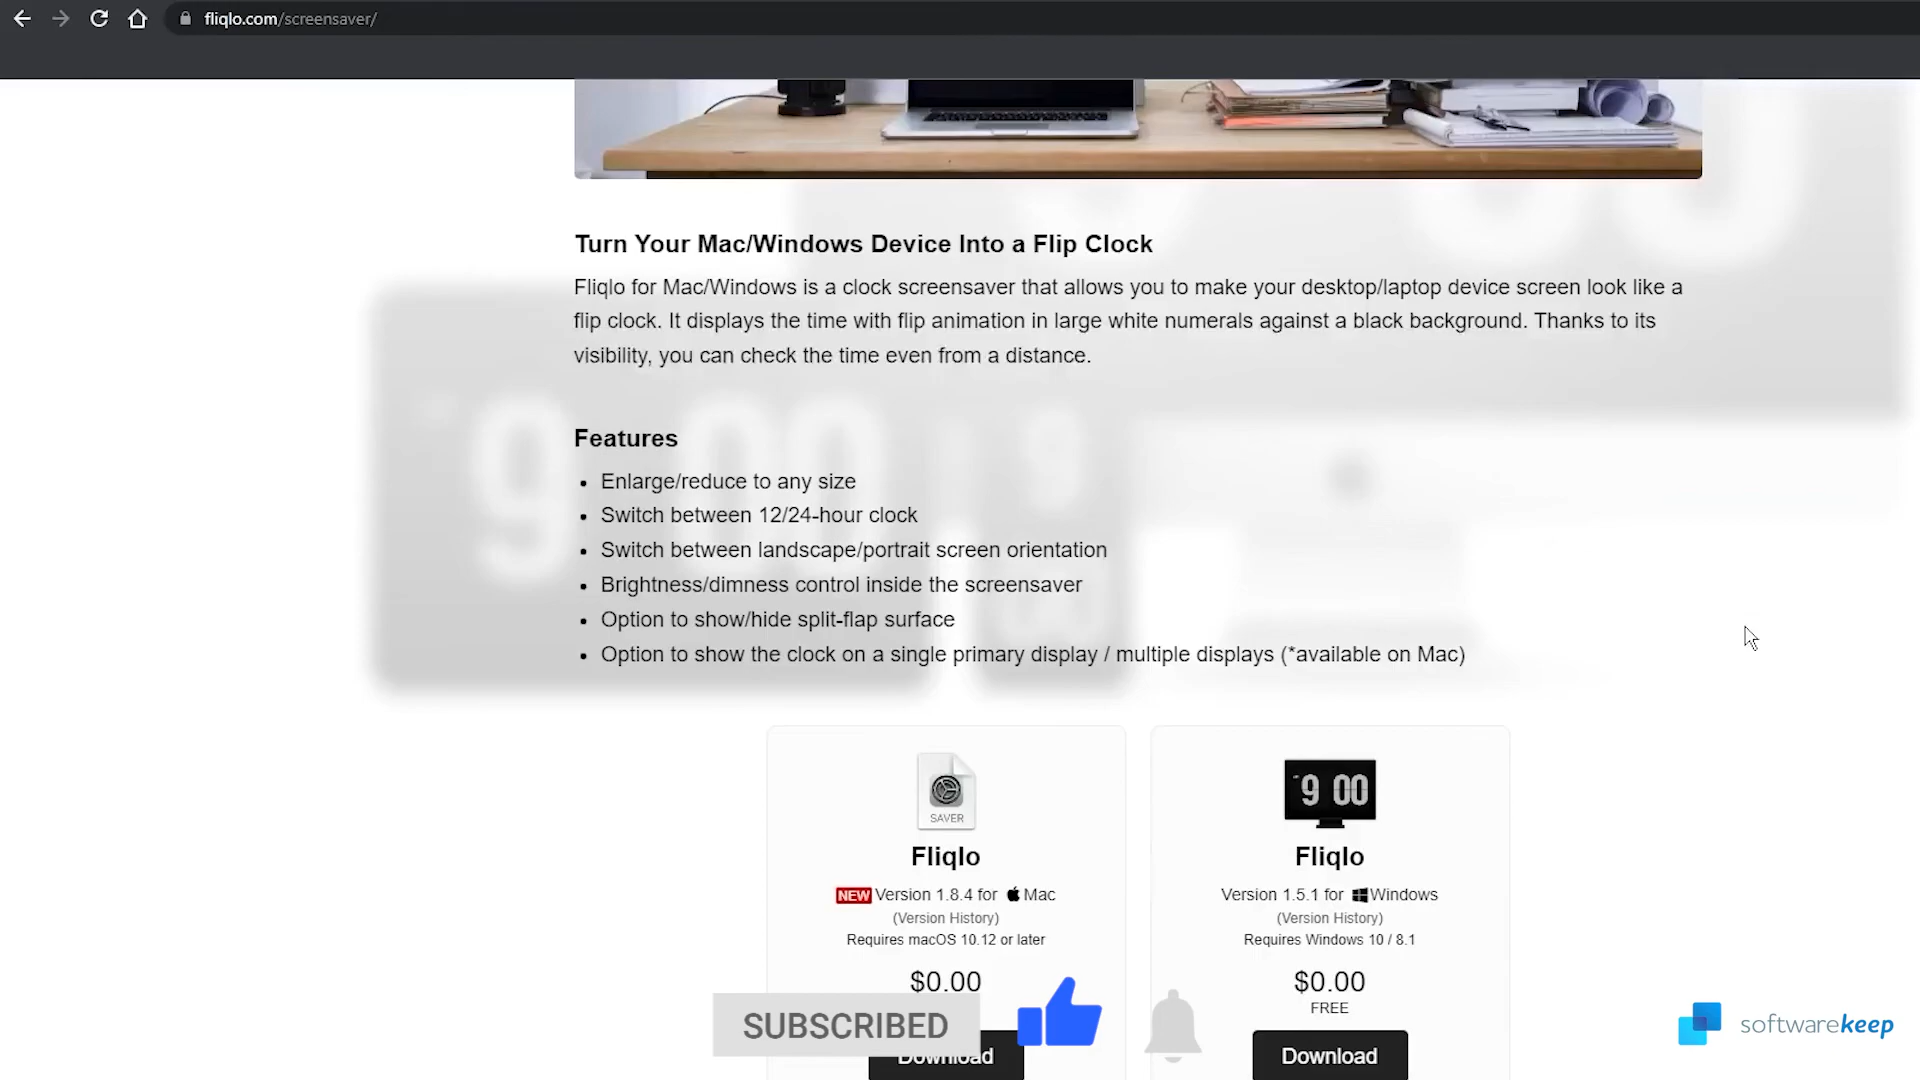 fliqlo.com/screensaver/
Turn Your Mac/Windows Device Into a Flip Clock
Fliqlo for Mac/Windows is a clock screensaver that allows you to make your desktop/laptop device screen look like a
flip clock. It displays the time with flip animation in large white numerals against a black background. Thanks to its
visibility, you can check the time even from a distance.
Features
Enlarge/reduce to any size
Switch between 12/24-hour clock
Switch between landscape/portrait screen orientation
Brightness/dimness control inside the screensaver
Option to show/hide split-flap surface
Option to show the clock on a single primary display / multiple displays (*available on Mac)
SAVER
Fliqlo
NEW Version 1.8.4 for Mac
(Version History)
Requires macOS 10.12 or later
$0.00
Download
9 00
Fliqlo
Version 1.5.1 for Windows
(Version History)
Requires Windows 10 / 8.1
$0.00
FREE
Download
SUBSCRIBED
softwarekeep